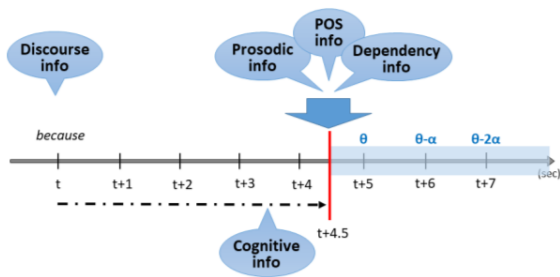 Discourse
info
Prosodic
info
POS
info
Dependency
info
because
θ
θ-α
θ-2α
t
t+1
t+2
t+3
t+4
t+5
t+6
t+7
(sec)
t+4.5
Cognitive
info